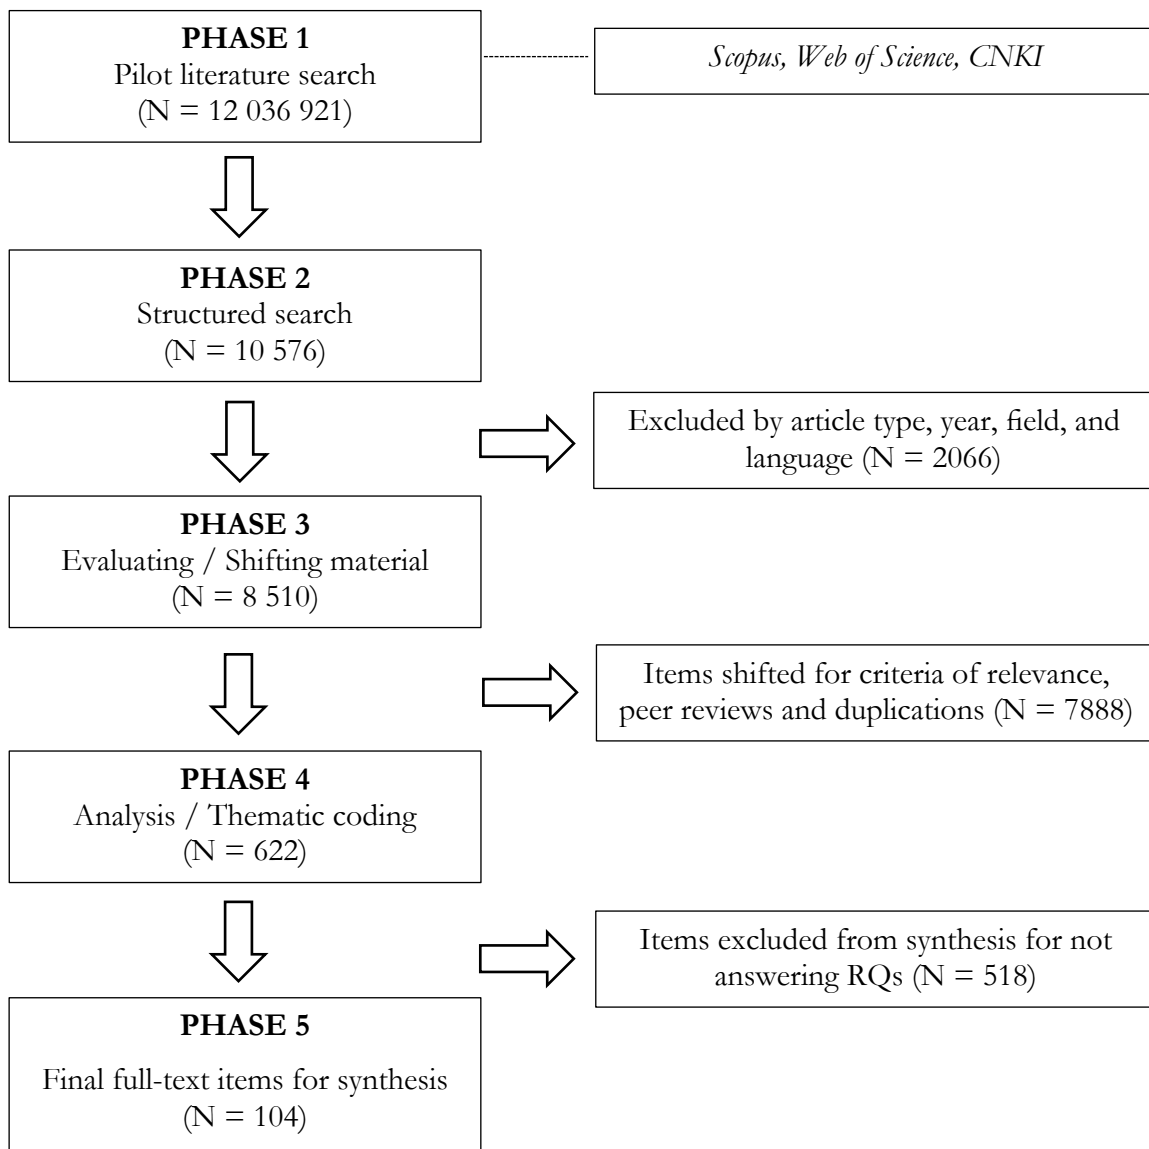 PHASE 1
Pilot literature search
(N = 12 036 921)
Scopus, Web of Science, CNKI
PHASE 2
Structured search
(N = 10 576)
Excluded by article type, year, field, and
language (N = 2066)
PHASE 3
Evaluating / Shifting material
(N = 8 510)
Items shifted for criteria of relevance,
peer reviews and duplications (N = 7888)
PHASE 4
Analysis / Thematic coding
(N = 622)
Items excluded from synthesis for not
answering RQs (N = 518)
PHASE 5
Final full-text items for synthesis
(N = 104)